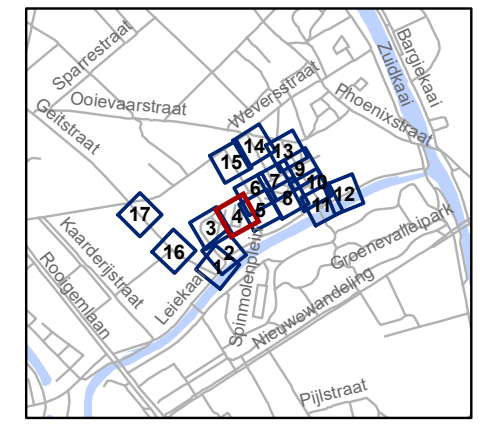 Sparrestraat
Bargiekaai
Zuidkaai
Weversstraat
Ooievaarstraat
Phoenixstraat
Geitstraat
14
13
15
9
7
10
6
12
8
11
17
4
5
3
Groenevalleipark
16
2
1
Kaarderijstraat
Rooigemlaan
Leiekaai
Spinmolenplein
Nieuwewandeling
Pijlstraat